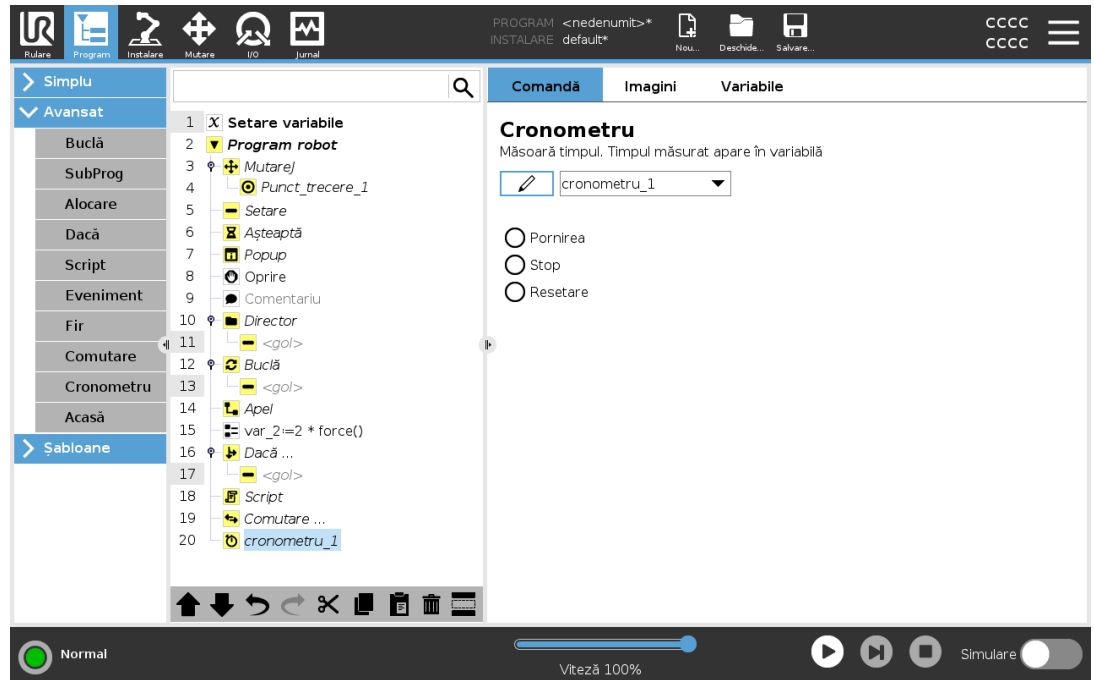 UR
PROGRAM <nedenumit>*
INSTALARE default*
Rulare Program Instalare Mutare I/O Jurnal
Nou... Deschide... Salvare...
CCCC
CCCC
Simplu
Avansat
Buclă
SubProg
Alocare
Dacă
Script
Eveniment
Fir
Comutare
Cronometru
Acasă
Șabloane
1 X Setare variabile
2 Program robot
3 MutareJ
4 Punct_trecere_1
5 Setare
6 Așteaptă
7 Popup
8 Oprire
9 Comentariu
10 Director
11 <gol>
12 Buclă
13 <gol>
14 Apel
15 var_2≔2 * force()
16 Dacă ...
17 <gol>
18 Script
19 Comutare ...
20 cronometru_1
Comandă Imagini Variabile
Cronometru
Măsoară timpul. Timpul măsurat apare în variabilă
cronometru_1
Pornirea
Stop
Resetare
Normal
Viteză 100%
Simulare